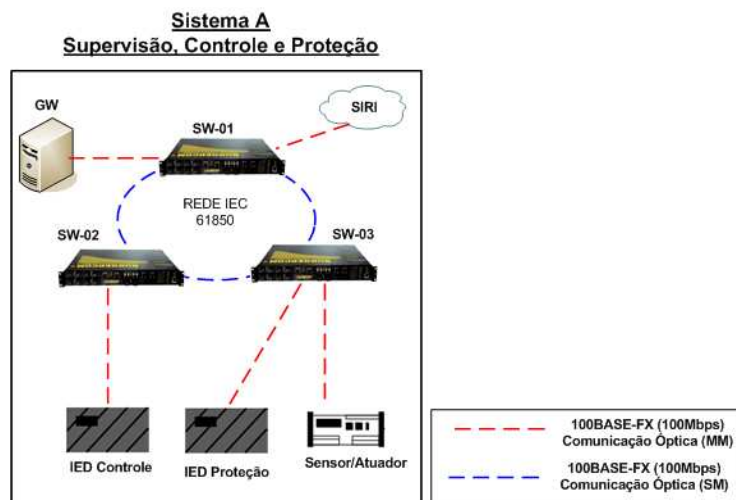 Sistema A
Supervisão, Controle e Proteção
GW
SW-01
SIRI
REDE IEC
61850
SW-02
SW-03
IED Controle
IED Proteção
Sensor/Atuador
100BASE-FX (100Mbps)
Comunicação Óptica (MM)
100BASE-FX (100Mbps)
Comunicação Óptica (SM)